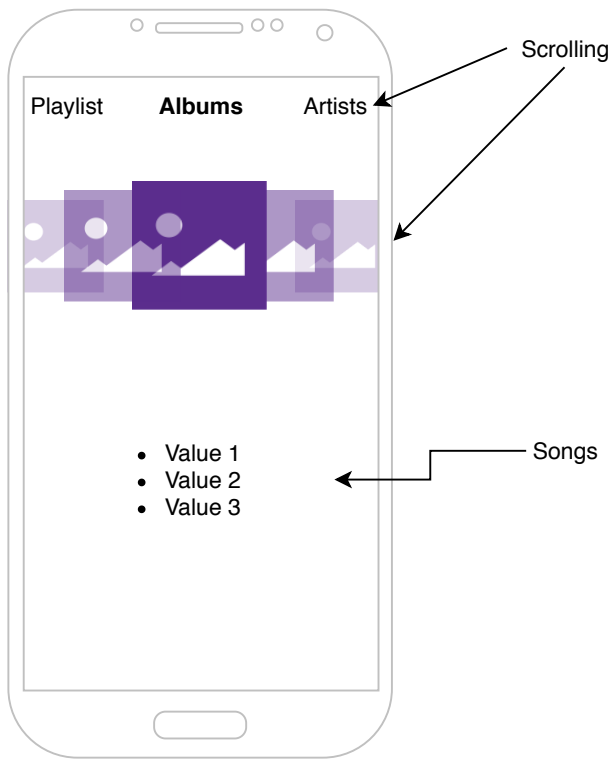 Scrolling
Playlist Albums Artists
Value 1
Value 2
Value 3
Songs